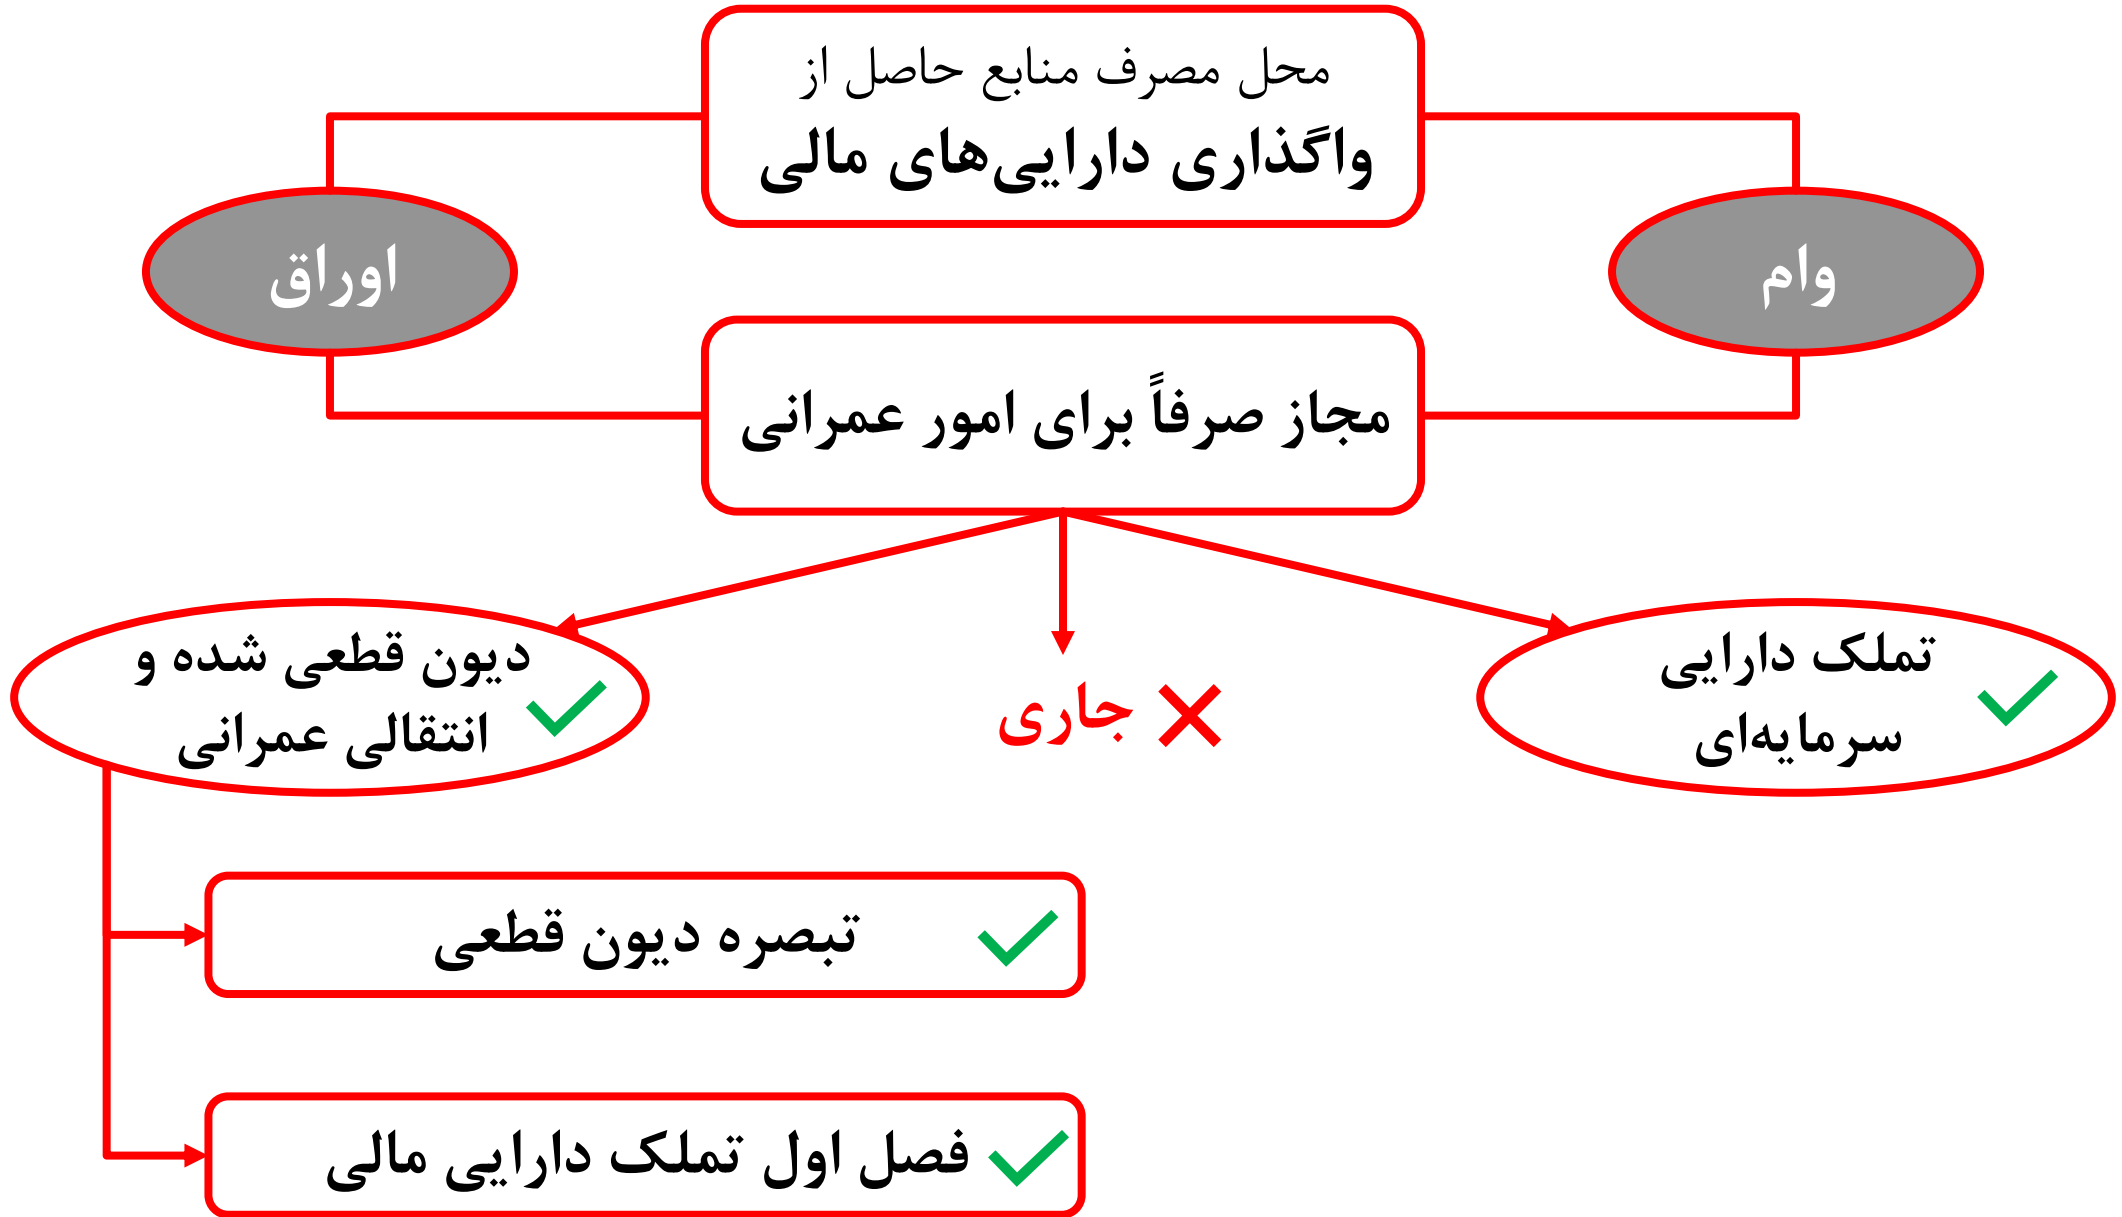 محل مصرف منابع حاصل از
واگذاری دارایی‌های مالی
وام
اوراق
مجاز صرفاً برای امور عمرانی
تملک دارایی
سرمایه‌ای
جاری
دیون قطعی شده و
انتقالی عمرانی
تبصره دیون قطعی
فصل اول تملک دارایی مالی